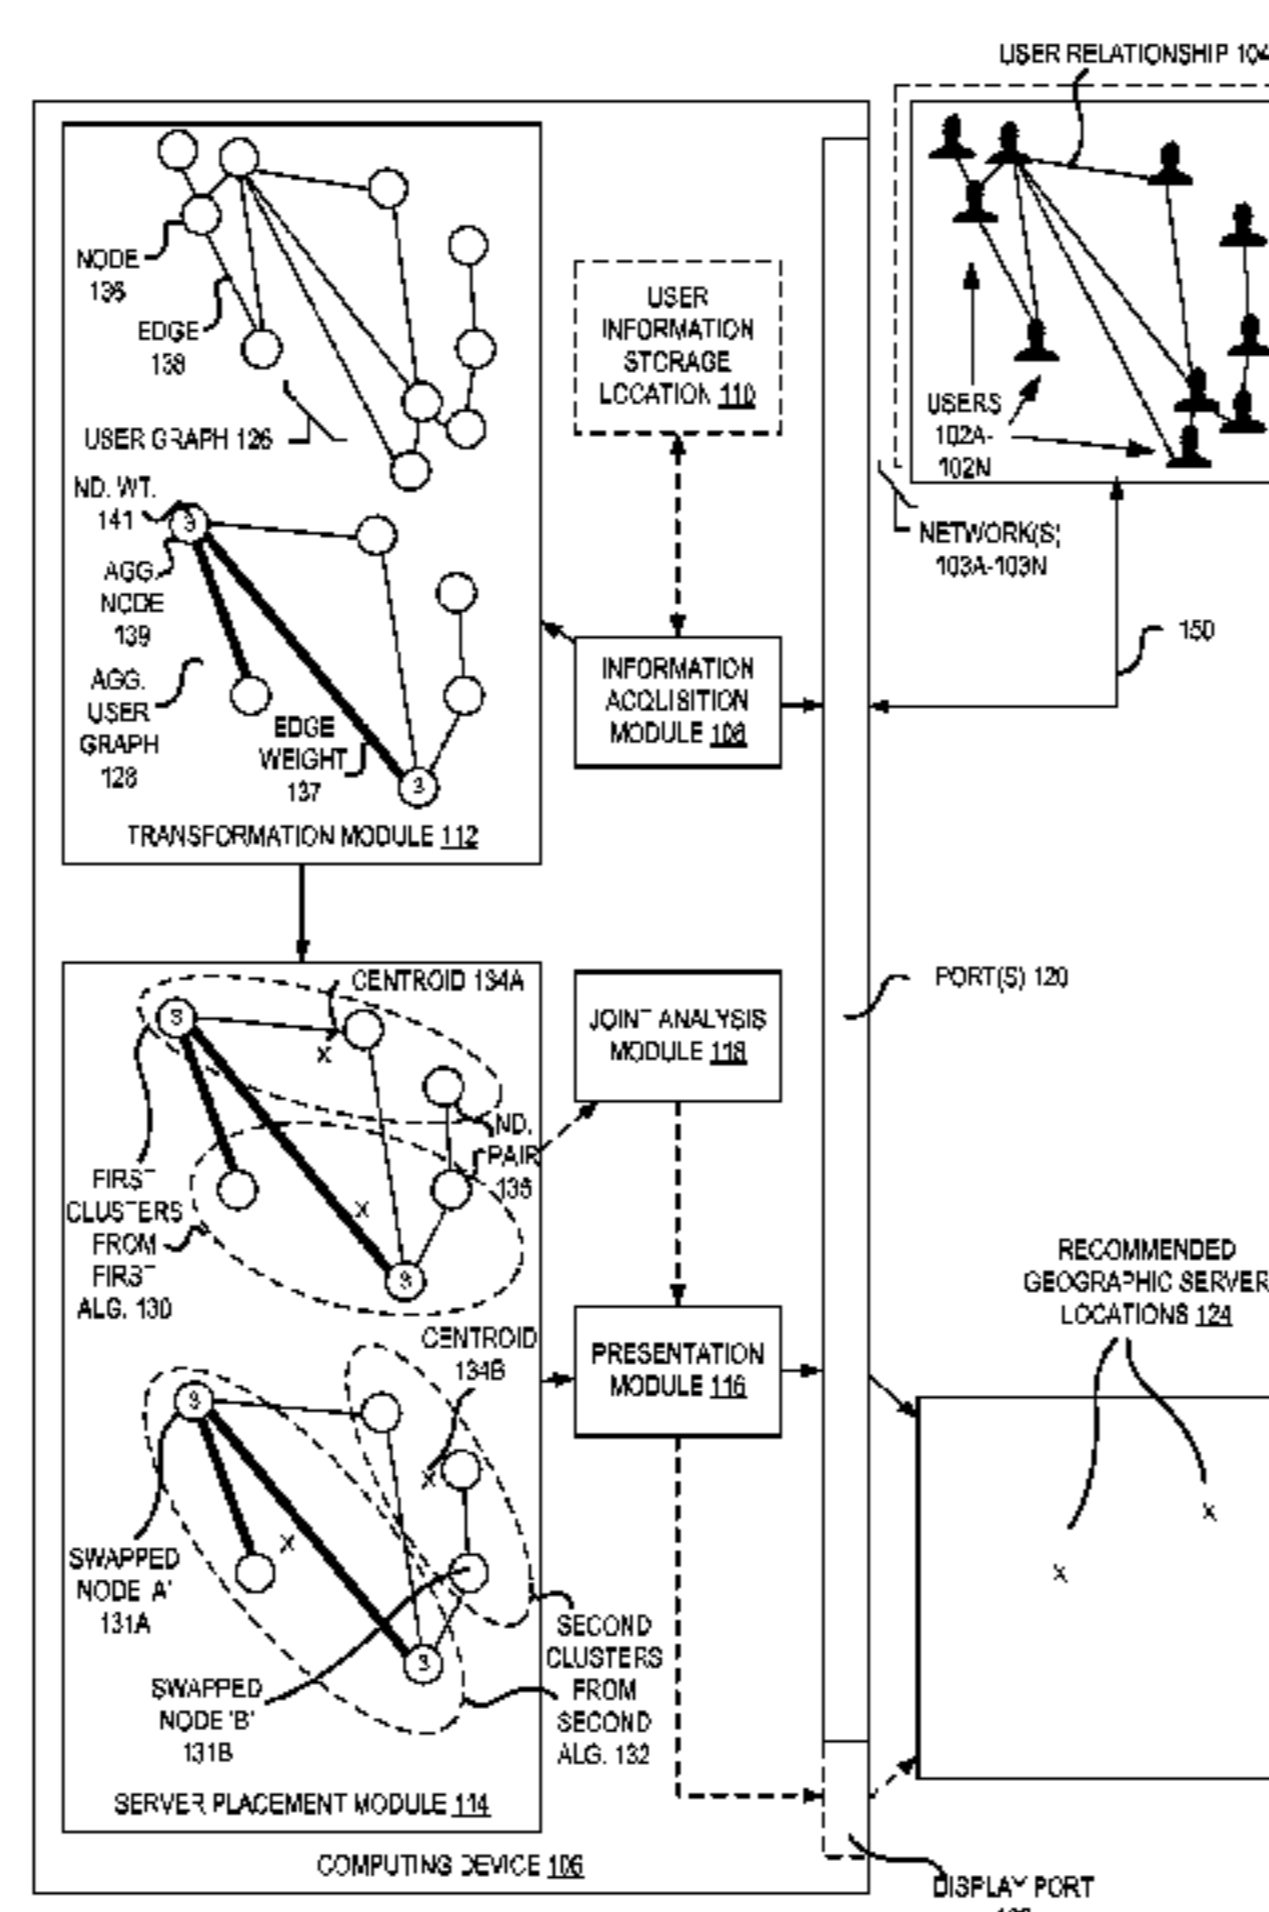 USER RELATIONSHIP 104
NODE
136
EDGE
138
USER GRAPH 126
ND. WT.
141
3
AGG.
NODE
139
AGG.
USER
GRAPH
128
EDGE
WEIGHT
137
3
TRANSFORMATION MODULE 112
USER
INFORMATION
STORAGE
LOCATION 110
INFORMATION
ACQUISITION
MODULE 108
USERS
102A-
102N
NETWORK(S)
103A-103N
150
PORT(S) 120
CENTROID 134A
3
X
ND.
PAIR
135
X
3
FIRST
CLUSTERS
FROM
FIRST
ALG. 130
JOINT ANALYSIS
MODULE 118
PRESENTATION
MODULE 116
CENTROID
134B
3
X
X
3
SWAPPED
NODE 'A'
131A
SWAPPED
NODE 'B'
131B
SECOND
CLUSTERS
FROM
SECOND
ALG. 132
SERVER PLACEMENT MODULE 114
COMPUTING DEVICE 106
RECOMMENDED
GEOGRAPHIC SERVER
LOCATIONS 124
X
X
DISPLAY PORT